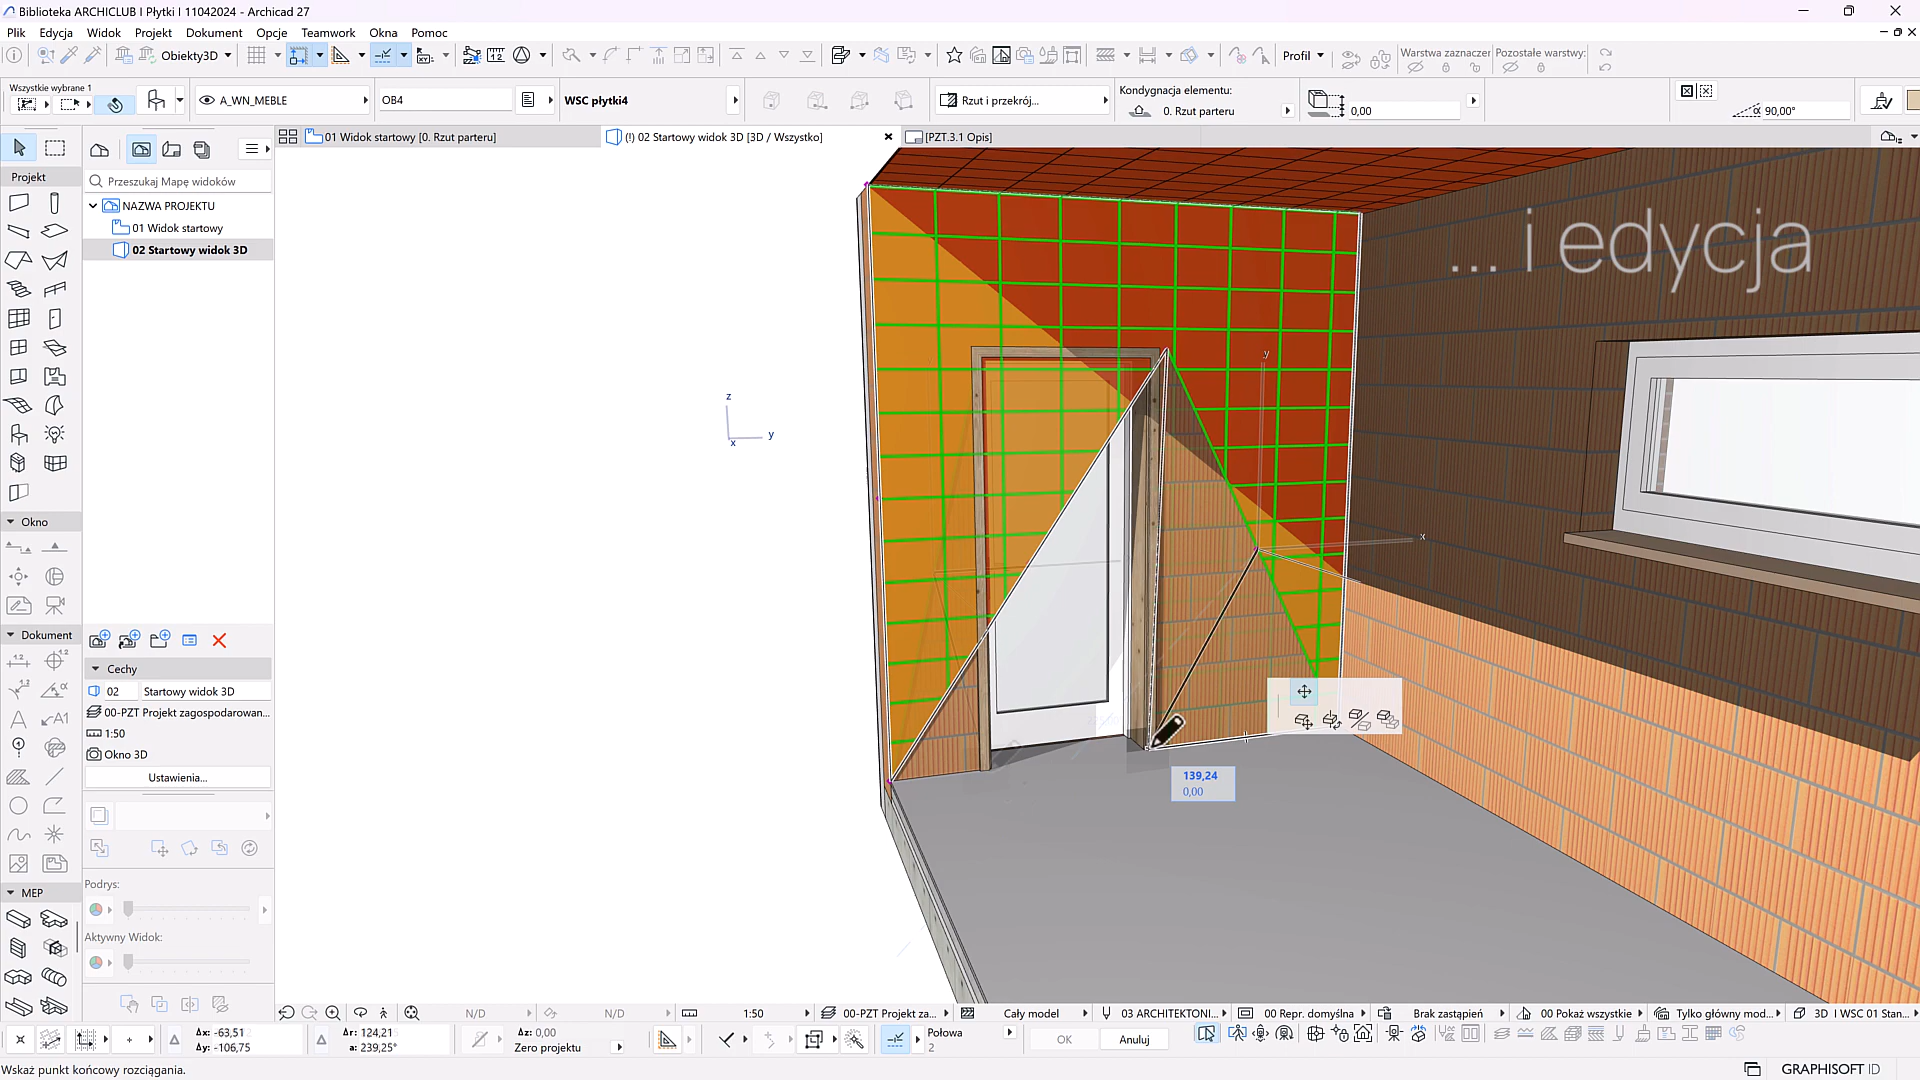 Biblioteka ARCHICLUB I Płytki I 11042024 - Archicad 27
Plik Edycja Widok Projekt Dokument Opcje Teamwork Okna Pomoc
Obiekty3D
Profil
Warstwa zaznaczer
Pozostałe warstwy:
Wszystkie wybrane 1
A_WN_MEBLE
OB4
WSC płytki4
Rzut i przekrój...
Kondygnacja elementu:
0. Rzut parteru
0,00
α 90,00°
01 Widok startowy [0. Rzut parteru]
(!) 02 Startowy widok 3D [3D / Wszystko]
[PZT.3.1 Opis]
Projekt
Przeszukaj Mapę widoków
NAZWA PROJEKTU
01 Widok startowy
02 Startowy widok 3D
... i edycja
z
y
x
y
x
139,24
0,00
Okno
Dokument
MEP
Cechy
02 Startowy widok 3D
00-PZT Projekt zagospodarowan...
1:50
Okno 3D
Ustawienia...
Podrys:
Aktywny Widok:
N/D
N/D
1:50
00-PZT Projekt za...
Cały model
03 ARCHITEKTONI...
00 Repr. domyślna
Brak zastąpień
00 Pokaż wszystkie
Tylko główny mod...
3D I WSC 01 Stan...
Δx: -63,51
Δy: -106,75
Δr: 124,21
a: 239,25°
Δz: 0,00
Zero projektu
Połowa
2
OK
Anuluj
Wskaż punkt końcowy rozciągania.
GRAPHISOFT ID